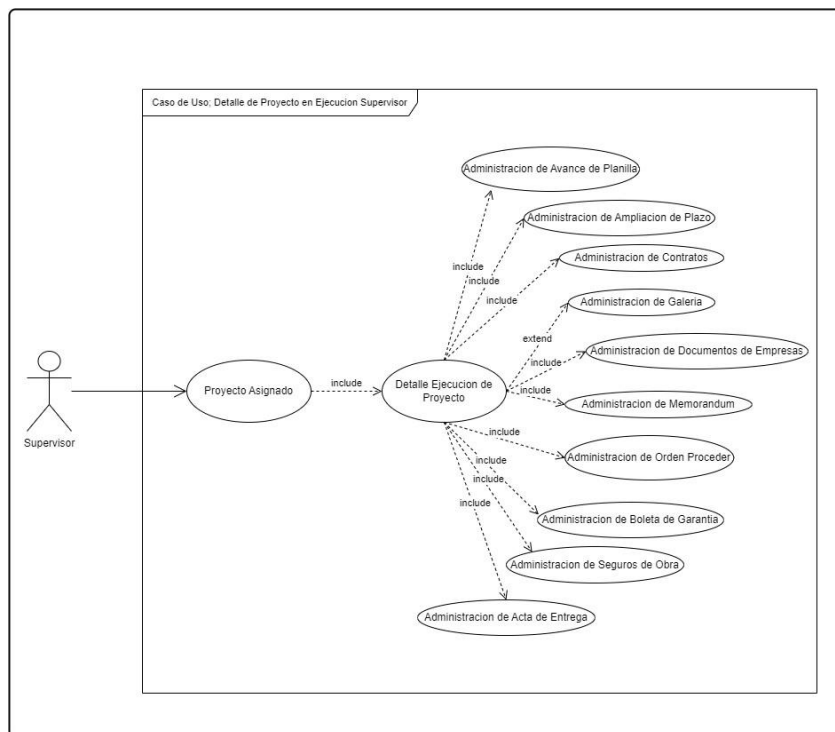 Caso de Uso; Detalle de Proyecto en Ejecucion Supervisor
Administracion de Avance de Planilla
Administracion de Ampliacion de Plazo
include
Administracion de Contratos
include
include
Administracion de Galeria
extend
Administracion de Documentos de Empresas
include
Proyecto Asignado
include
Detalle Ejecucion de
Proyecto
include
Administracion de Memorandum
Supervisor
include
Administracion de Orden Proceder
include
include
include
Administracion de Boleta de Garantia
Administracion de Seguros de Obra
Administracion de Acta de Entrega